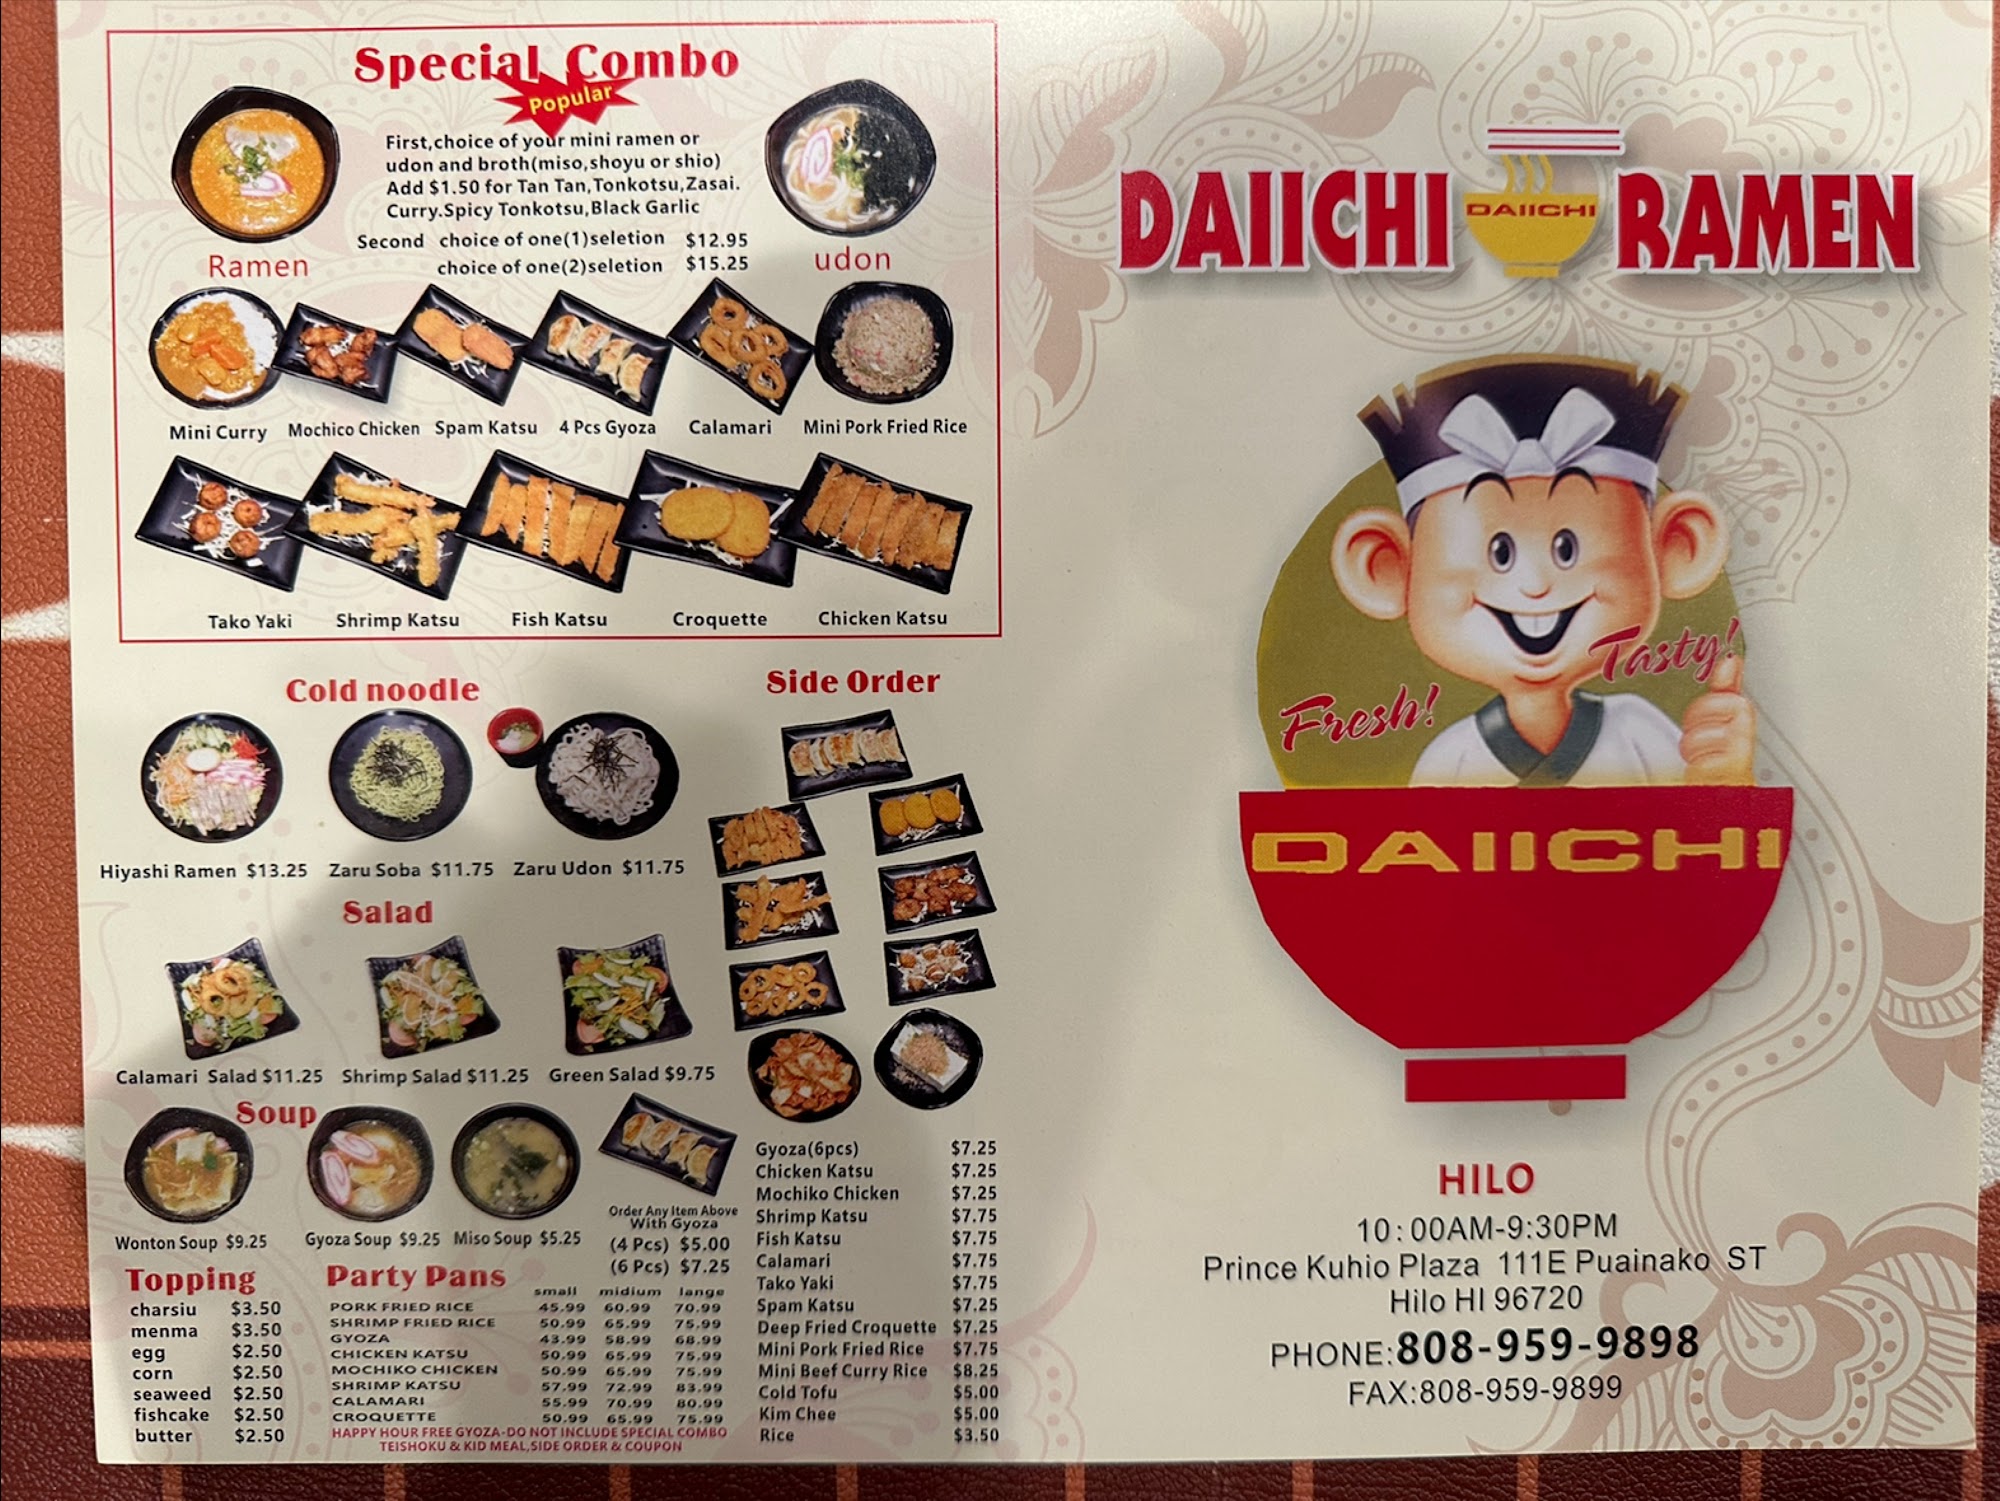 Special Combo
Popular
First,choice of your mini ramen or
udon and broth(miso,shoyu or shio)
Add $1.50 for Tan Tan,Tonkotsu,Zasai.
Curry.Spicy Tonkotsu,Black Garlic
Second choice of one(1)seletion $12.95
choice of one(2)seletion $15.25
Ramen
udon
Mini Curry Mochico Chicken Spam Katsu 4 Pcs Gyoza Calamari Mini Pork Fried Rice
Tako Yaki Shrimp Katsu Fish Katsu Croquette Chicken Katsu
Cold noodle
Hiyashi Ramen $13.25 Zaru Soba $11.75 Zaru Udon $11.75
Salad
Calamari Salad $11.25 Shrimp Salad $11.25 Green Salad $9.75
Soup
Wonton Soup $9.25 Gyoza Soup $9.25 Miso Soup $5.25
Order Any Item Above
With Gyoza
(4 Pcs) $5.00
(6 Pcs) $7.25
Topping
charsiu $3.50
menma $3.50
egg $2.50
corn $2.50
seaweed $2.50
fishcake $2.50
butter $2.50
Party Pans
small midium lange
PORK FRIED RICE 45.99 60.99 70.99
SHRIMP FRIED RICE 50.99 65.99 75.99
GYOZA 43.99 58.99 68.99
CHICKEN KATSU 50.99 65.99 75.99
MOCHIKO CHICKEN 50.99 65.99 75.99
SHRIMP KATSU 57.99 72.99 83.99
CALAMARI 55.99 70.99 80.99
CROQUETTE 50.99 65.99 75.99
HAPPY HOUR FREE GYOZA-DO NOT INCLUDE SPECIAL COMBO
TEISHOKU & KID MEAL,SIDE ORDER & COUPON
Side Order
Gyoza(6pcs) $7.25
Chicken Katsu $7.25
Mochiko Chicken $7.25
Shrimp Katsu $7.75
Fish Katsu $7.75
Calamari $7.75
Tako Yaki $7.75
Spam Katsu $7.25
Deep Fried Croquette $7.25
Mini Pork Fried Rice $7.75
Mini Beef Curry Rice $8.25
Cold Tofu $5.00
Kim Chee $5.00
Rice $3.50
DAIICHI DAIICHI RAMEN
Fresh! Tasty!
DAIICHI
HILO
10:00AM-9:30PM
Prince Kuhio Plaza 111E Puainako ST
Hilo HI 96720
PHONE:808-959-9898
FAX:808-959-9899